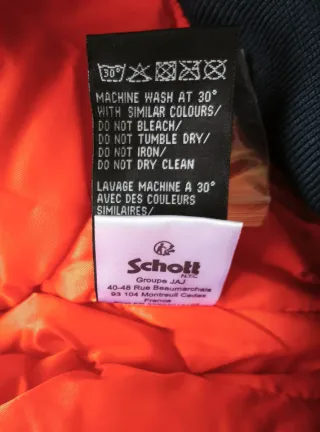 30°
MACHINE WASH AT 30°
WITH SIMILAR COLOURS/
DO NOT BLEACH/
DO NOT TUMBLE DRY/
DO NOT IRON/
DO NOT DRY CLEAN
LAVAGE MACHINE A 30°
AVEC DES COULEURS
SIMILAIRES/
Schott
N.Y.C.
Groupe JAJ
40-48 Rue Beaumarchais
93 104 Montreuil Cedex
France